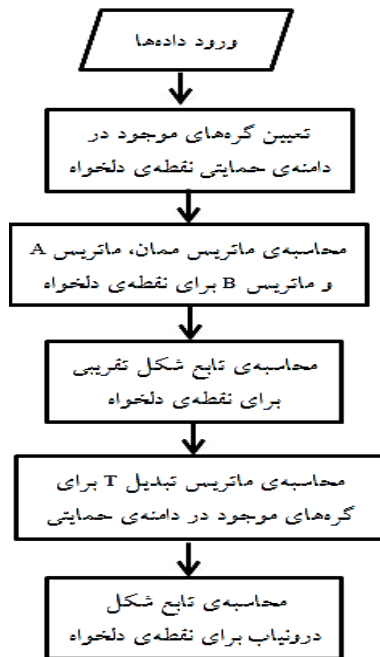 ورود داده‌ها
تعیین گره‌های موجود در
دامنه‌ی حمایتی نقطه‌ی دلخواه
محاسبه‌ی ماتریس ممان، ماتریس A
و ماتریس B برای نقطه‌ی دلخواه
محاسبه‌ی تابع شکل تقریبی
برای نقطه‌ی دلخواه
محاسبه‌ی ماتریس تبدیل T برای
گره‌های موجود در دامنه‌ی حمایتی
محاسبه‌ی تابع شکل
درونیاب برای نقطه‌ی دلخواه